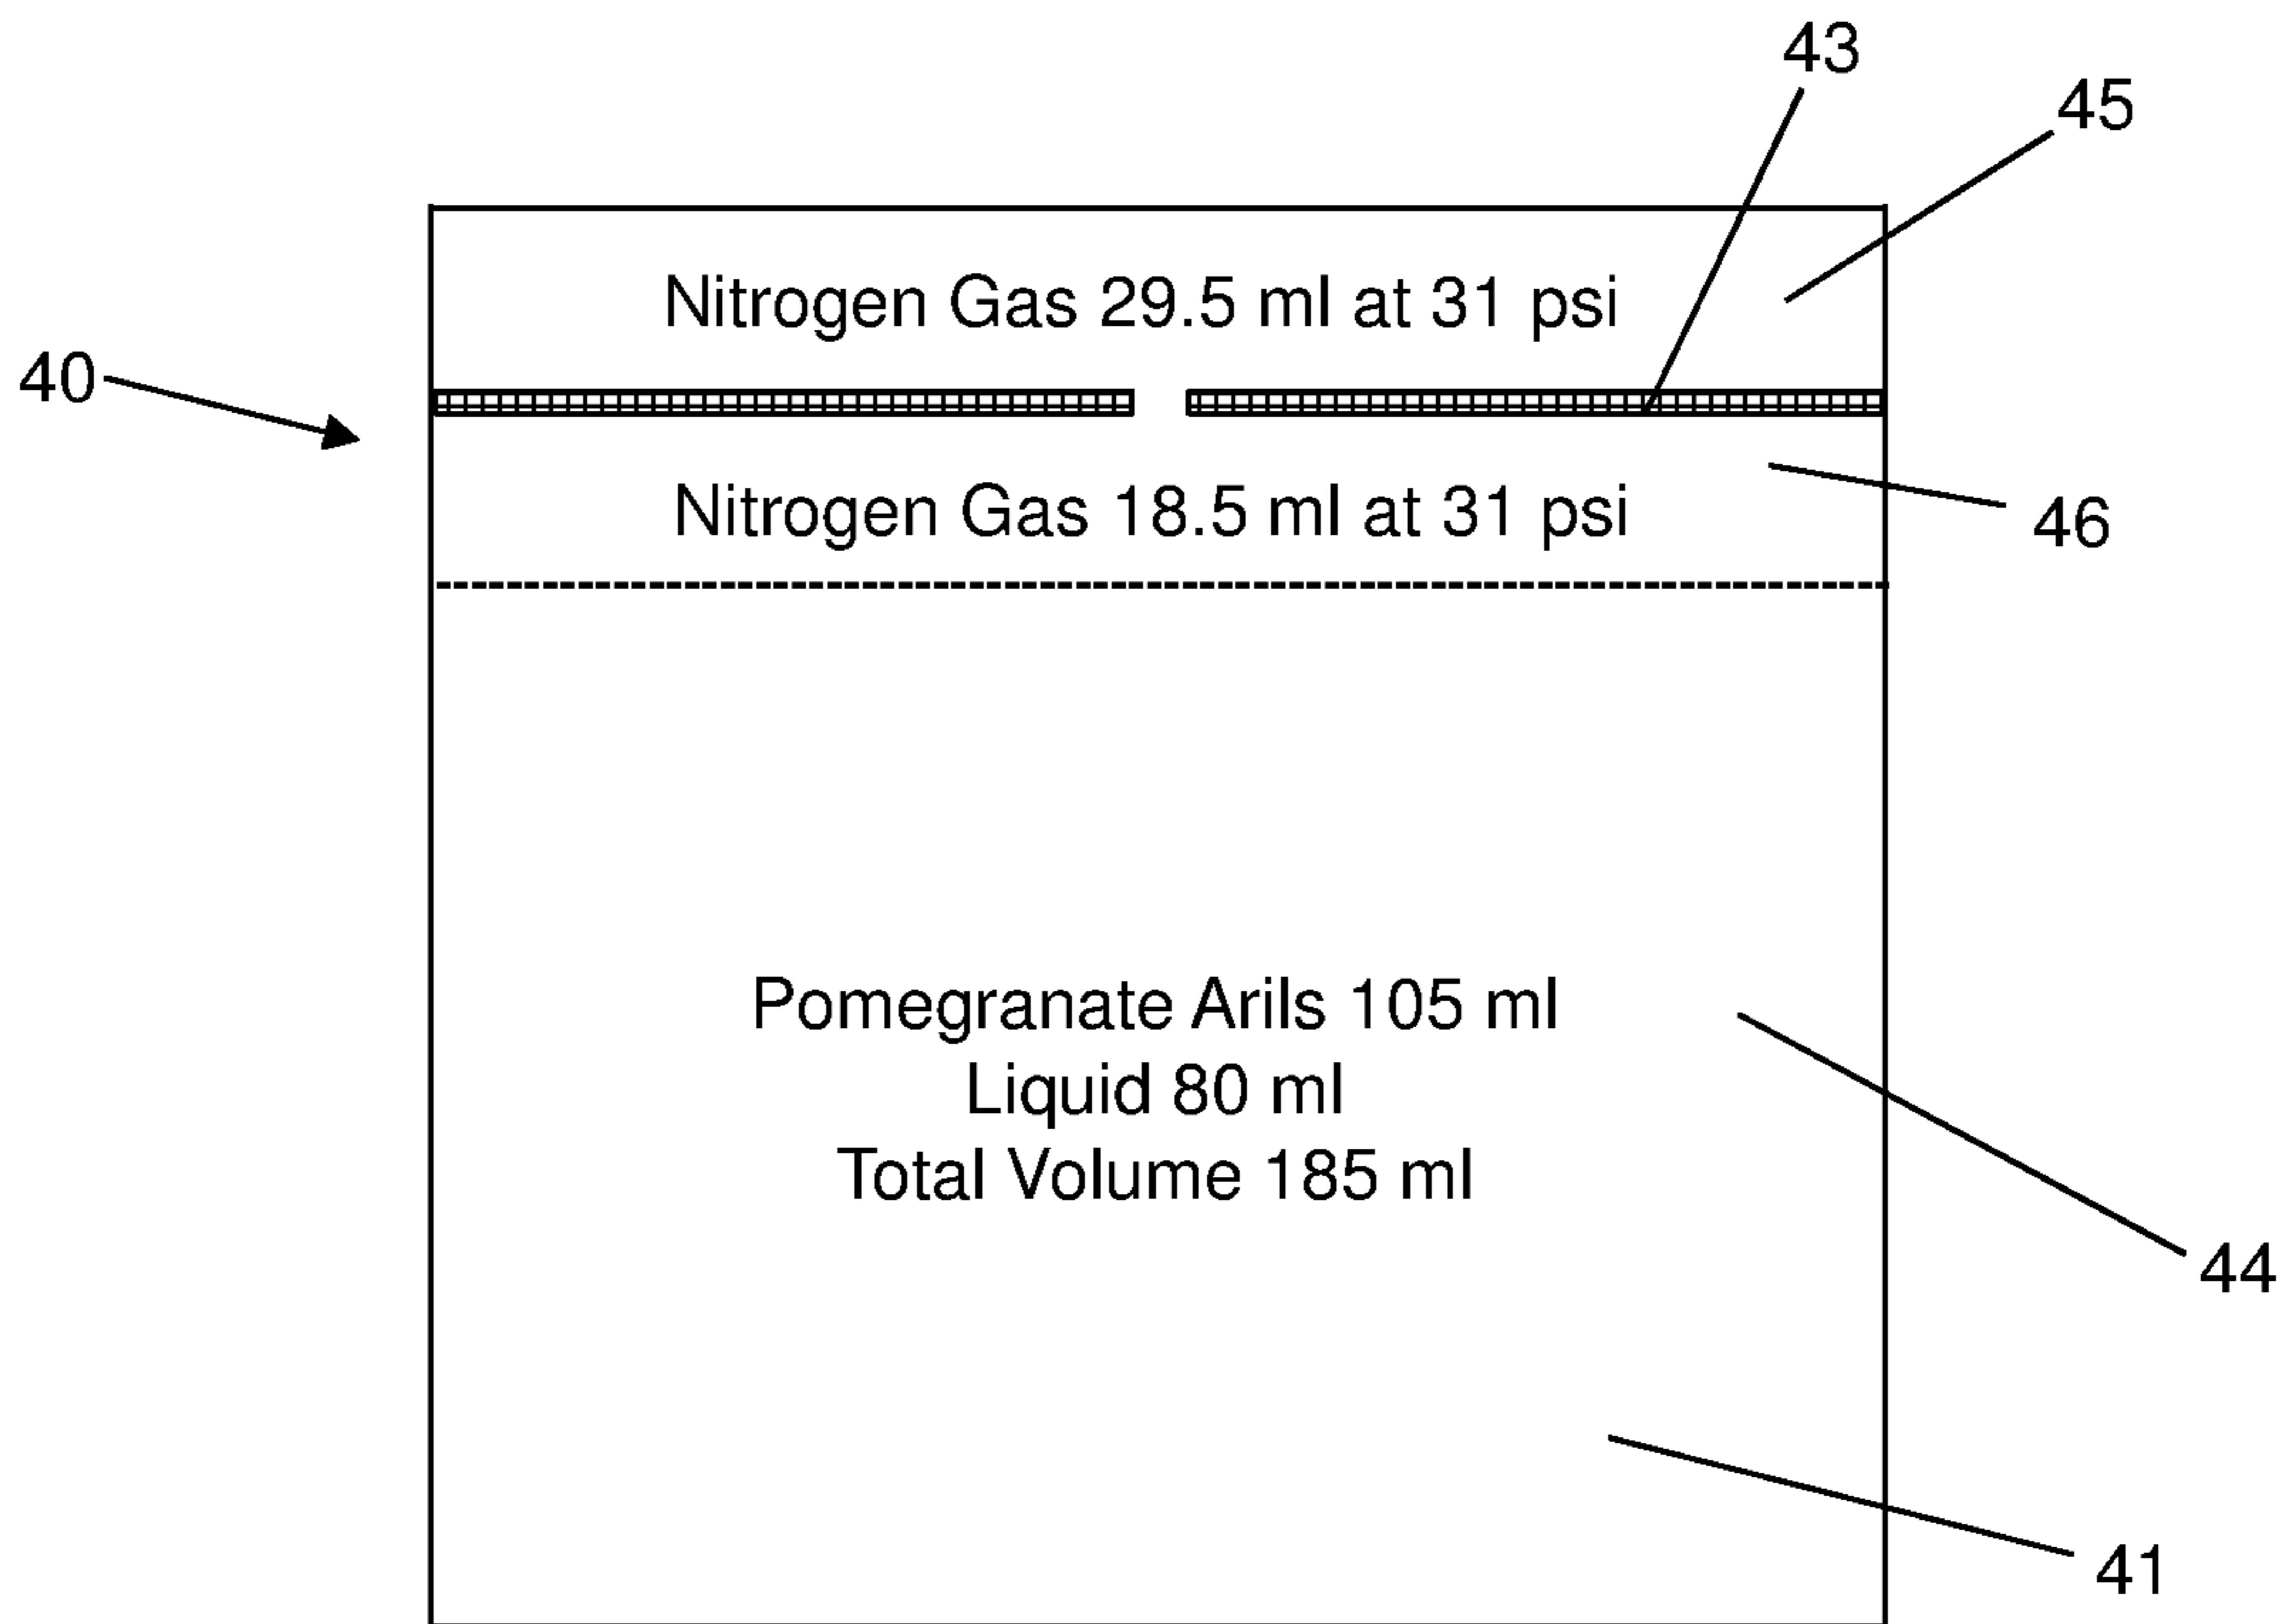 43
45
Nitrogen Gas 29.5 ml at 31 psi
40
Nitrogen Gas 18.5 ml at 31 psi
46
Pomegranate Arils 105 ml
Liquid 80 ml
Total Volume 185 ml
44
41